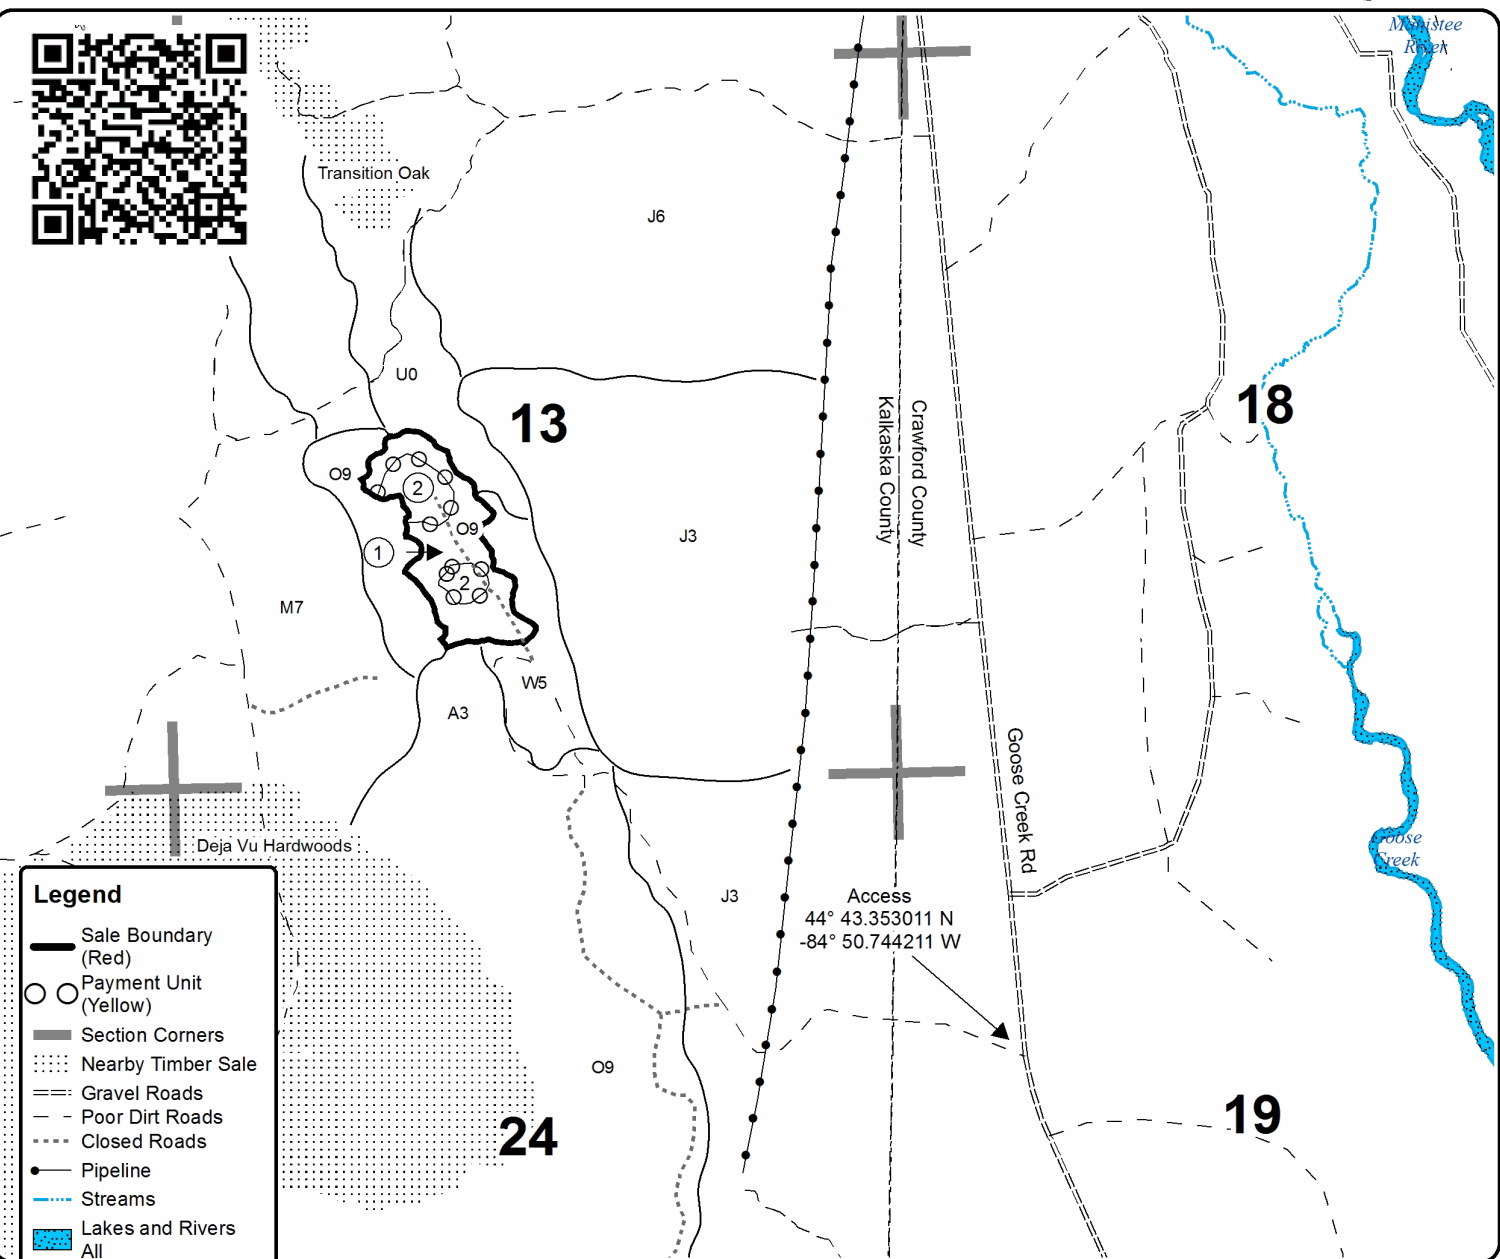 Manistee
River
Transition Oak
J6
U0
13
18
O9
2
Crawford County
Kalkaska County
O9
J3
1
2
M7
W5
A3
Goose Creek Rd
Deja Vu Hardwoods
Goose
Creek
J3
Access
44° 43.353011 N
-84° 50.744211 W
O9
24
19
Legend
Sale Boundary
(Red)
Payment Unit
(Yellow)
Section Corners
Nearby Timber Sale
Gravel Roads
Poor Dirt Roads
Closed Roads
Pipeline
Streams
Lakes and Rivers
All